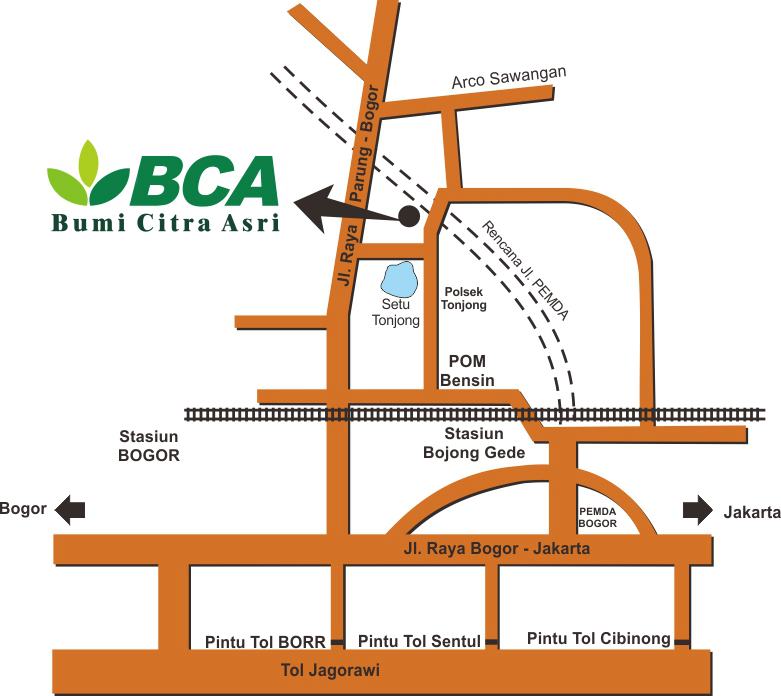 Arco Sawangan
Jl. Raya Parung - Bogor
BCA
Bumi Citra Asri
Rencana Jl. PEMDA
Setu
Tonjong
Polsek
Tonjong
POM
Bensin
Stasiun
BOGOR
Stasiun
Bojong Gede
Bogor
PEMDA
BOGOR
Jakarta
Jl. Raya Bogor - Jakarta
Pintu Tol BORR
Pintu Tol Sentul
Pintu Tol Cibinong
Tol Jagorawi